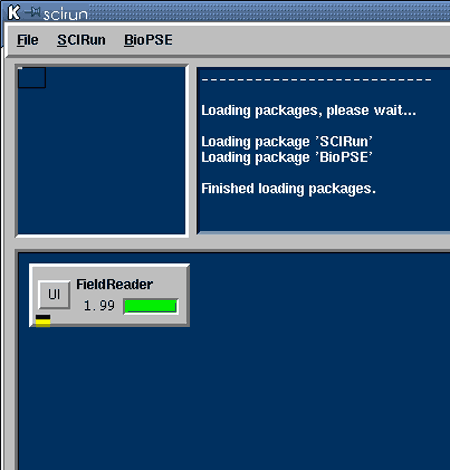 scirun
File SCIRun BioPSE
---------------------------
Loading packages, please wait...
Loading package 'SCIRun'
Loading package 'BioPSE'
Finished loading packages.
UI FieldReader
1.99